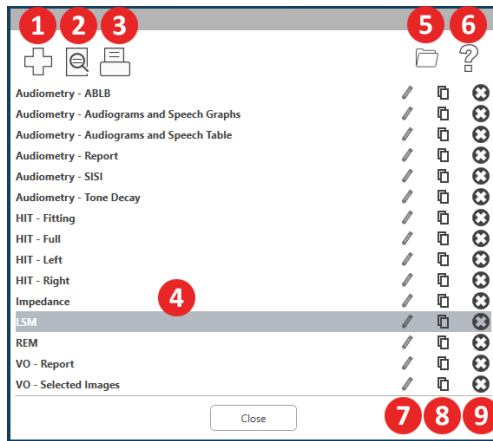 1 2 3 5 6
Audiometry - ABLB
Audiometry - Audiograms and Speech Graphs
Audiometry - Audiograms and Speech Table
Audiometry - Report
Audiometry - SISI
Audiometry - Tone Decay
HIT - Fitting
HIT - Full
HIT - Left
HIT - Right
Impedance 4
LSM
REM
VO - Report
VO - Selected Images
Close 7 8 9